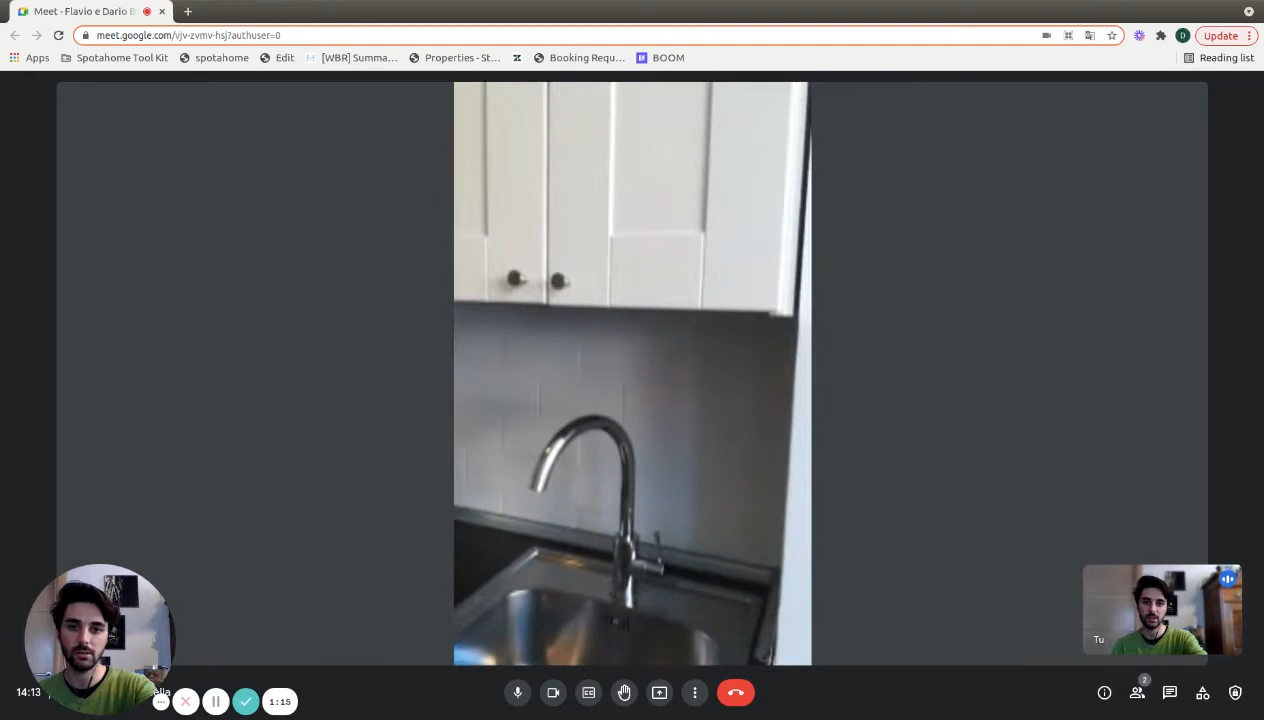 Meet - Flavio e Dario B
meet.google.com/vjv-zvmv-hsj?authuser=0
Update
Apps
Spotahome Tool Kit
spotahome
Edit
[WBR] Summa...
Properties - St...
Booking Requ...
BOOM
Reading list
D
Tu
2
14:13
ella
1:15